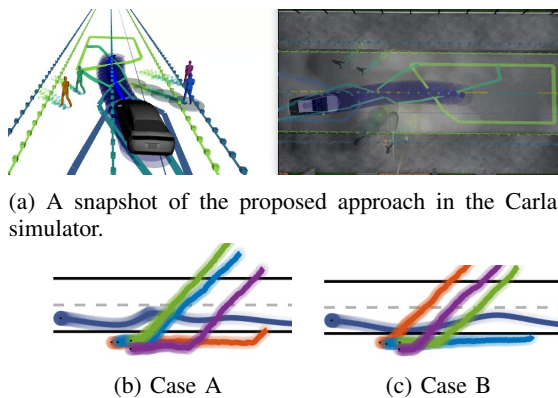 (a) A snapshot of the proposed approach in the Carla
simulator.
(b) Case A
(c) Case B